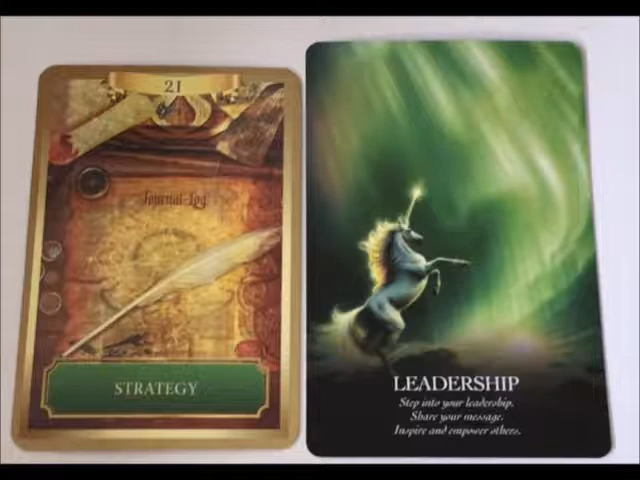 21
Journal-Log
STRATEGY
LEADERSHIP
Step into your leadership.
Share your message.
Inspire and empower others.